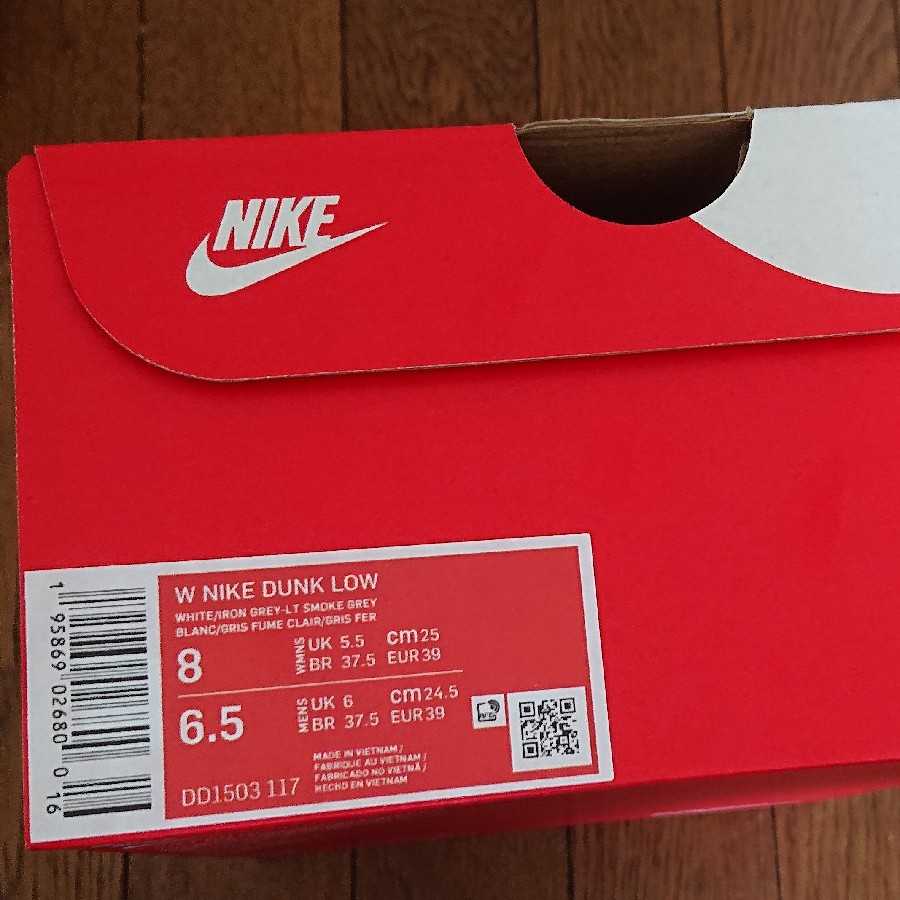 NIKE
W NIKE DUNK LOW
WHITE/IRON GREY-LT SMOKE GREY
BLANC/GRIS FUME CLAIR/GRIS FER
8 WMNS UK 5.5 cm 25
BR 37.5 EUR 39
6.5 MENS UK 6 cm 24.5
BR 37.5 EUR 39
MADE IN VIETNAM /
FABRIQUE AU VIETNAM /
FABRICADO NO VIETNÃ /
HECHO EN VIETNAM
DD1503 117
1 95869 02680 0 16